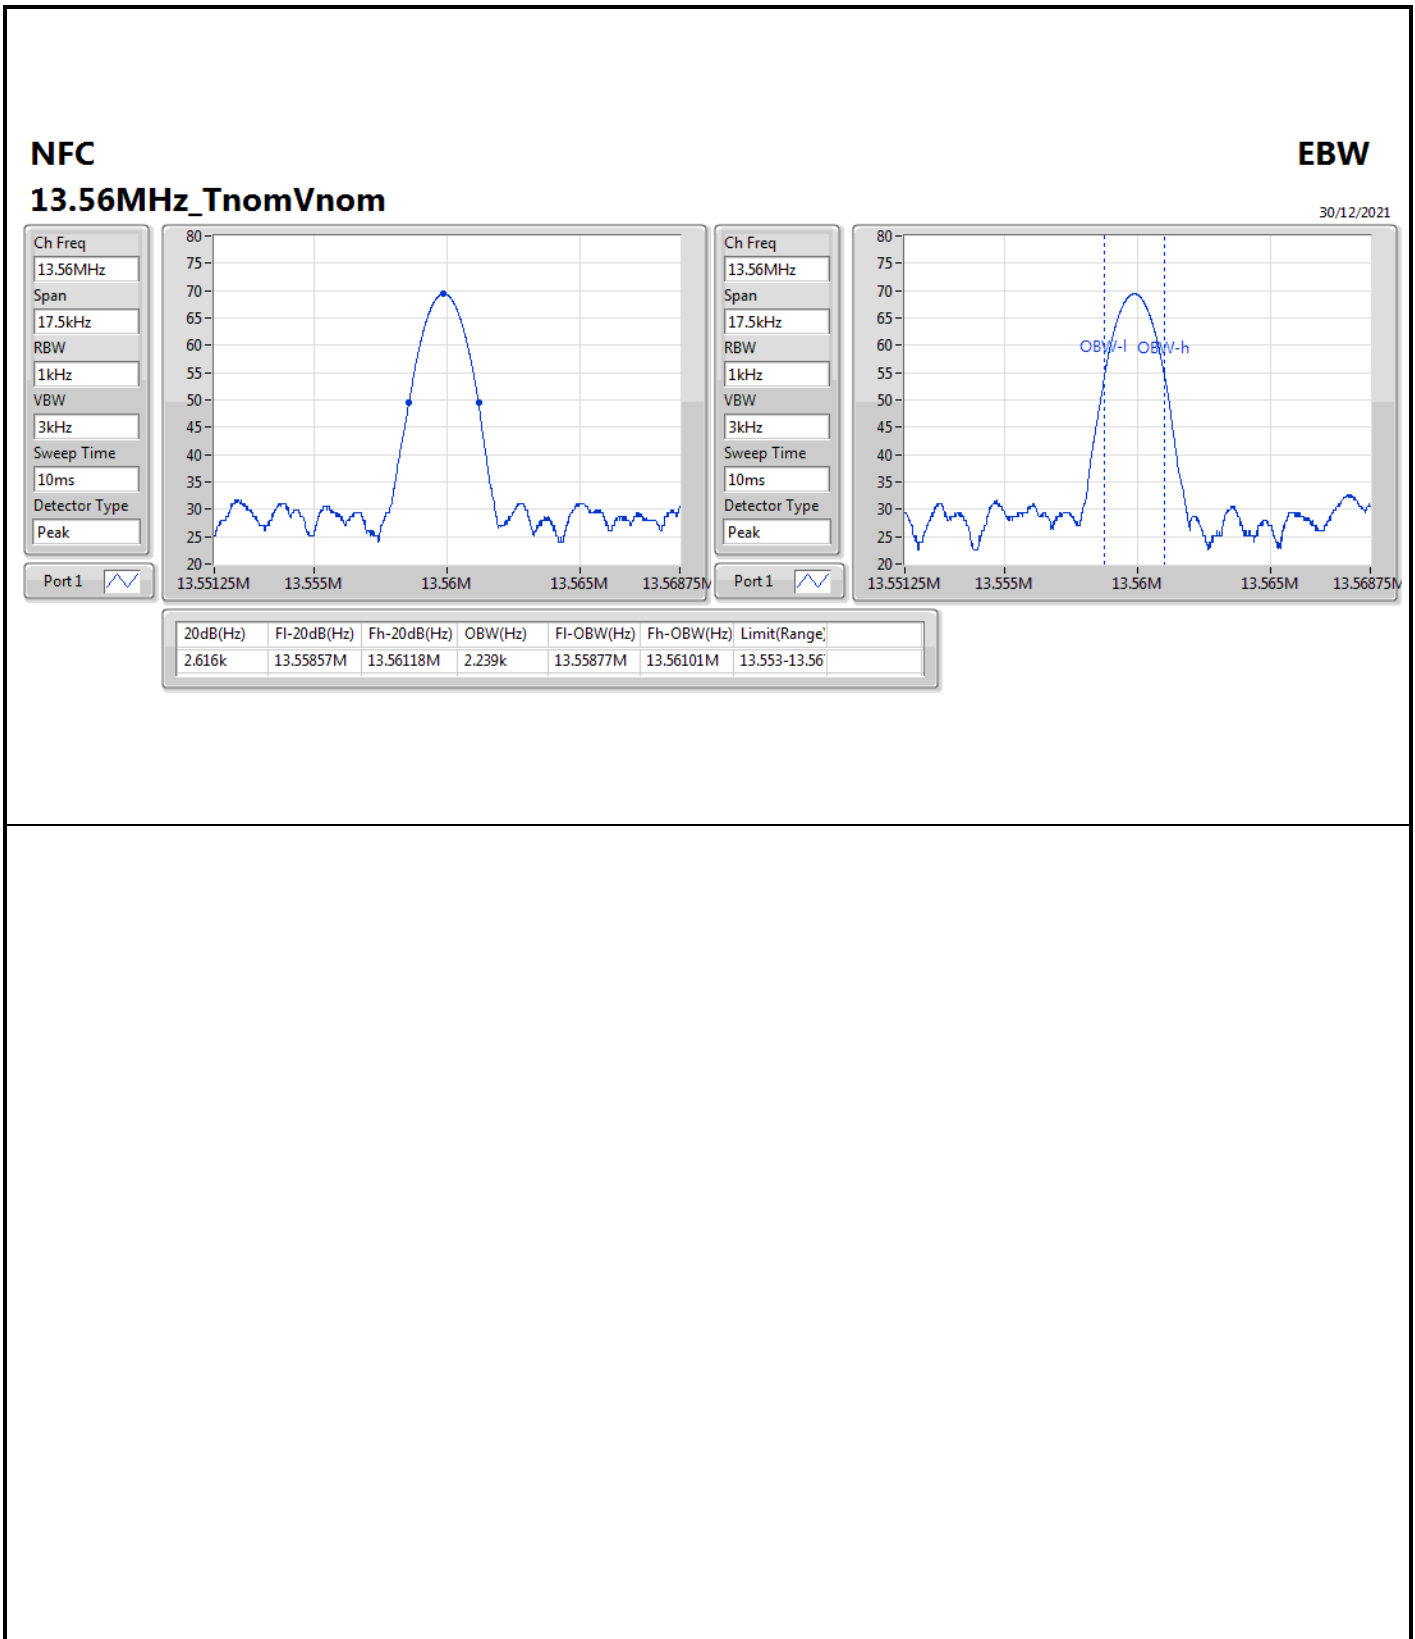 NFC
EBW
13.56MHz_TnomVnom
30/12/2021
Ch Freq
13.56MHz
Span
17.5kHz
RBW
1kHz
VBW
3kHz
Sweep Time
10ms
Detector Type
Peak
Port 1
80
75
70
65
60
55
50
45
40
35
30
25
20
13.55125M 13.555M 13.56M 13.565M 13.56875M
Ch Freq
13.56MHz
Span
17.5kHz
RBW
1kHz
VBW
3kHz
Sweep Time
10ms
Detector Type
Peak
Port 1
80
75
70
65
60
55
50
45
40
35
30
25
20
OBW-l OBW-h
13.55125M 13.555M 13.56M 13.565M 13.56875M
20dB(Hz) Fl-20dB(Hz) Fh-20dB(Hz) OBW(Hz) Fl-OBW(Hz) Fh-OBW(Hz) Limit(Range)
2.616k 13.55857M 13.56118M 2.239k 13.55877M 13.56101M 13.553-13.56